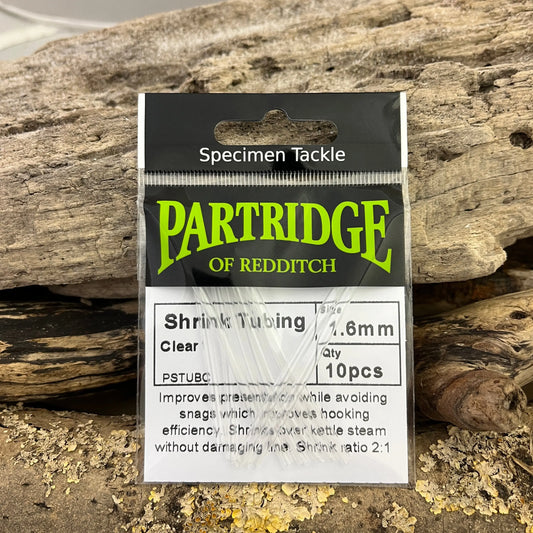 Specimen Tackle
PARTRIDGE
OF REDDITCH
Shrink Tubing
Size
1.6mm
Clear
Qty
10pcs
PSTUBC
Improves presentation while avoiding
snags which improves hooking
efficiency. Shrinks over kettle steam
without damaging line. Shrink ratio 2:1